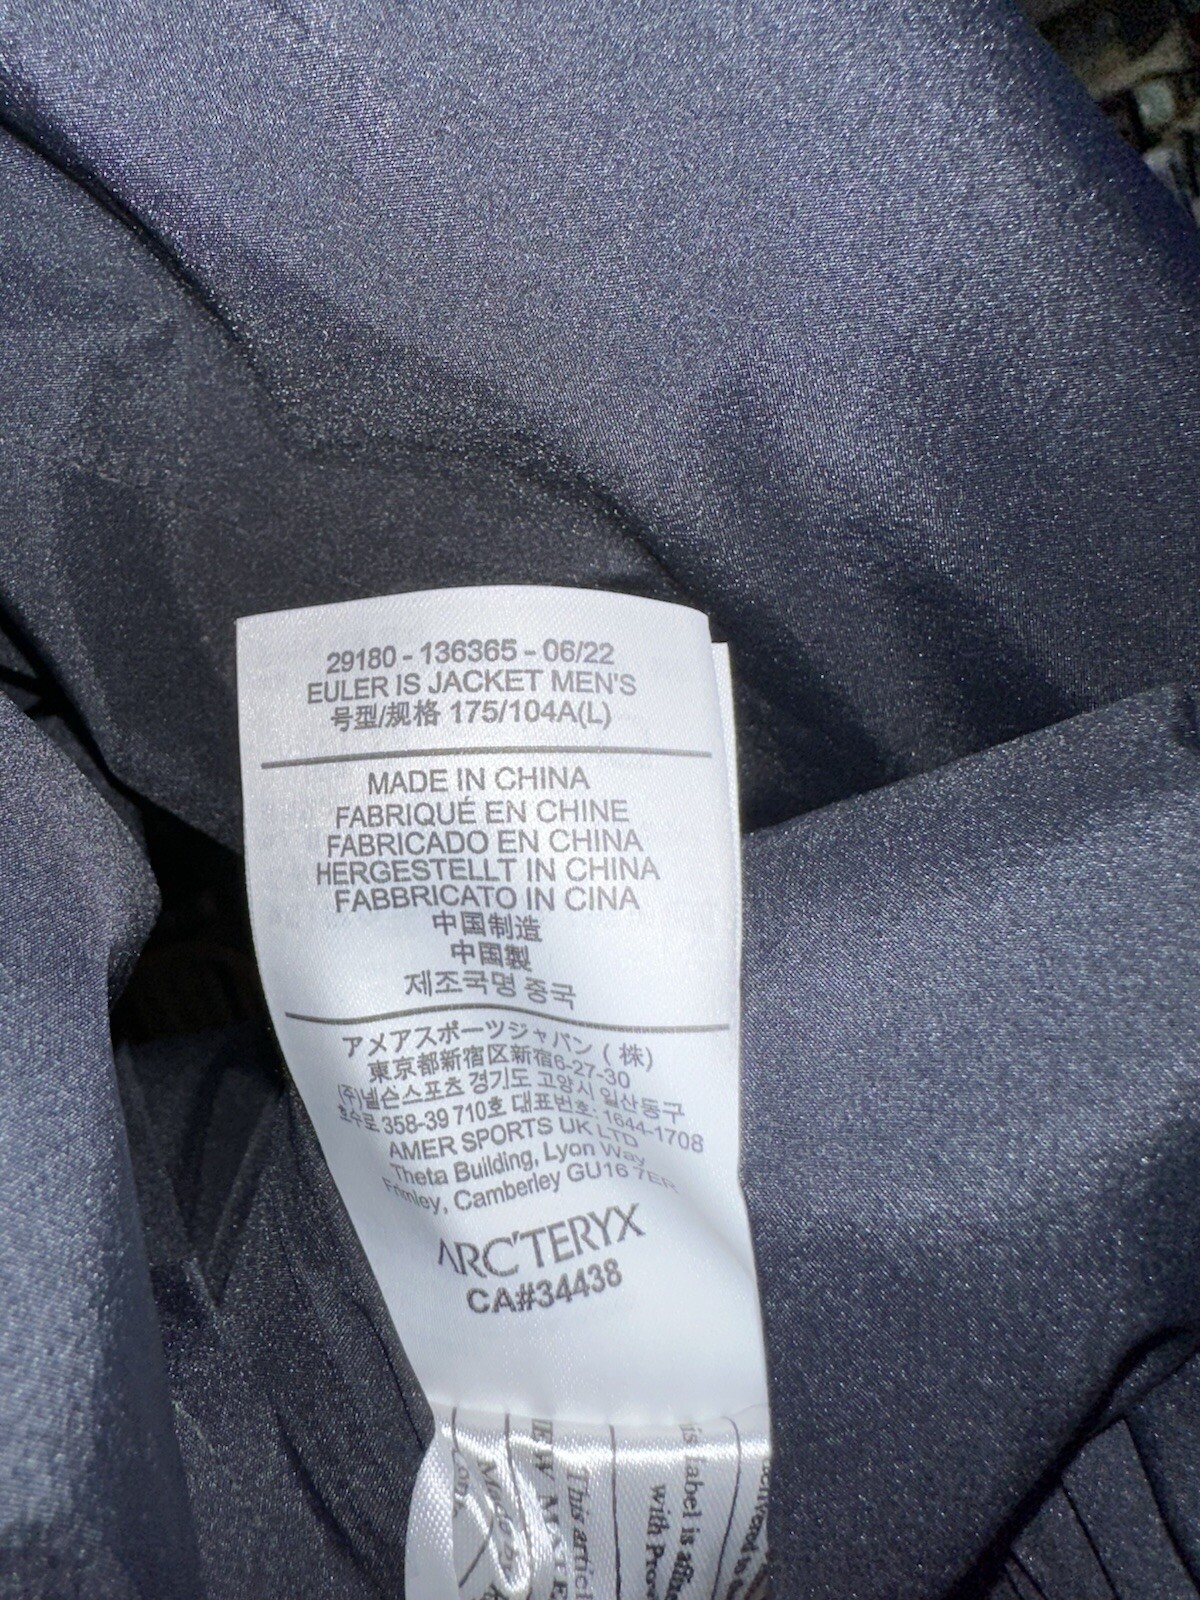 29180 - 136365 - 06/22
EULER IS JACKET MEN'S
号型/规格 175/104A(L)
MADE IN CHINA
FABRIQUÉ EN CHINE
FABRICADO EN CHINA
HERGESTELLT IN CHINA
FABBRICATO IN CINA
中国制造
中国製
제조국명 중국
アメアスポーツジャパン ( 株)
東京都新宿区新宿6-27-30
(주)넬슨스포츠 경기도 고양시 일산동구
호수로 358-39 710호 대표번호: 1644-1708
AMER SPORTS UK LTD
Theta Building, Lyon Way
Frimley, Camberley GU16 7ER
ARC'TERYX
CA#34438
This
label is
with